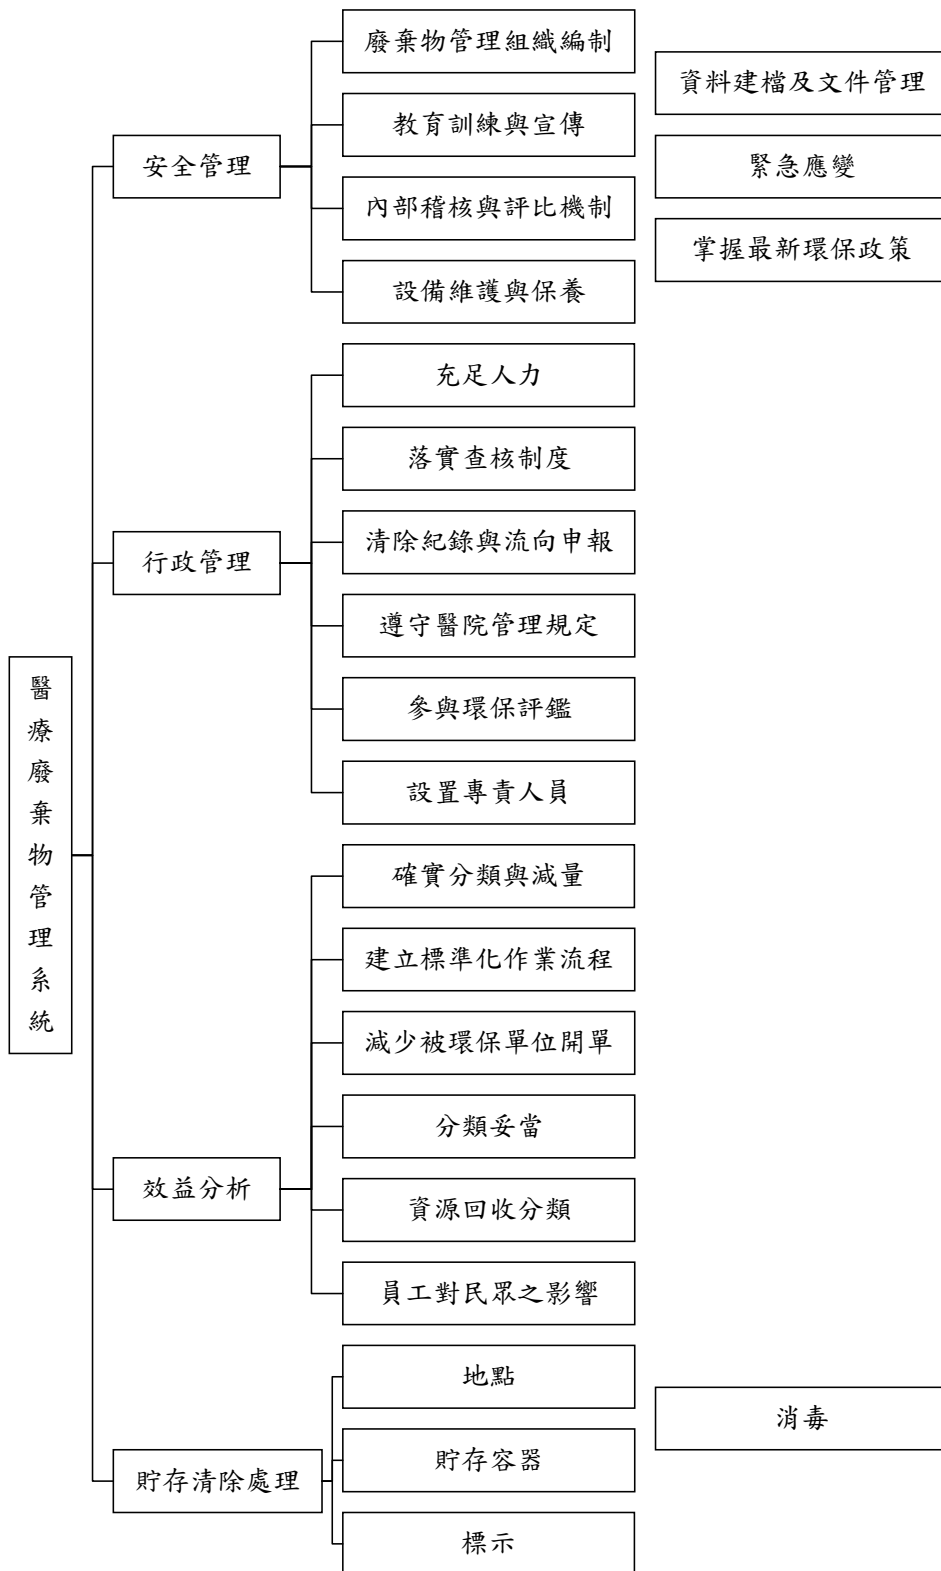 醫療廢棄物管理系統
安全管理
廢棄物管理組織編制
教育訓練與宣傳
內部稽核與評比機制
設備維護與保養
資料建檔及文件管理
緊急應變
掌握最新環保政策
行政管理
充足人力
落實查核制度
清除紀錄與流向申報
遵守醫院管理規定
參與環保評鑑
設置專責人員
效益分析
確實分類與減量
建立標準化作業流程
減少被環保單位開單
分類妥當
資源回收分類
員工對民眾之影響
貯存清除處理
地點
貯存容器
標示
消毒